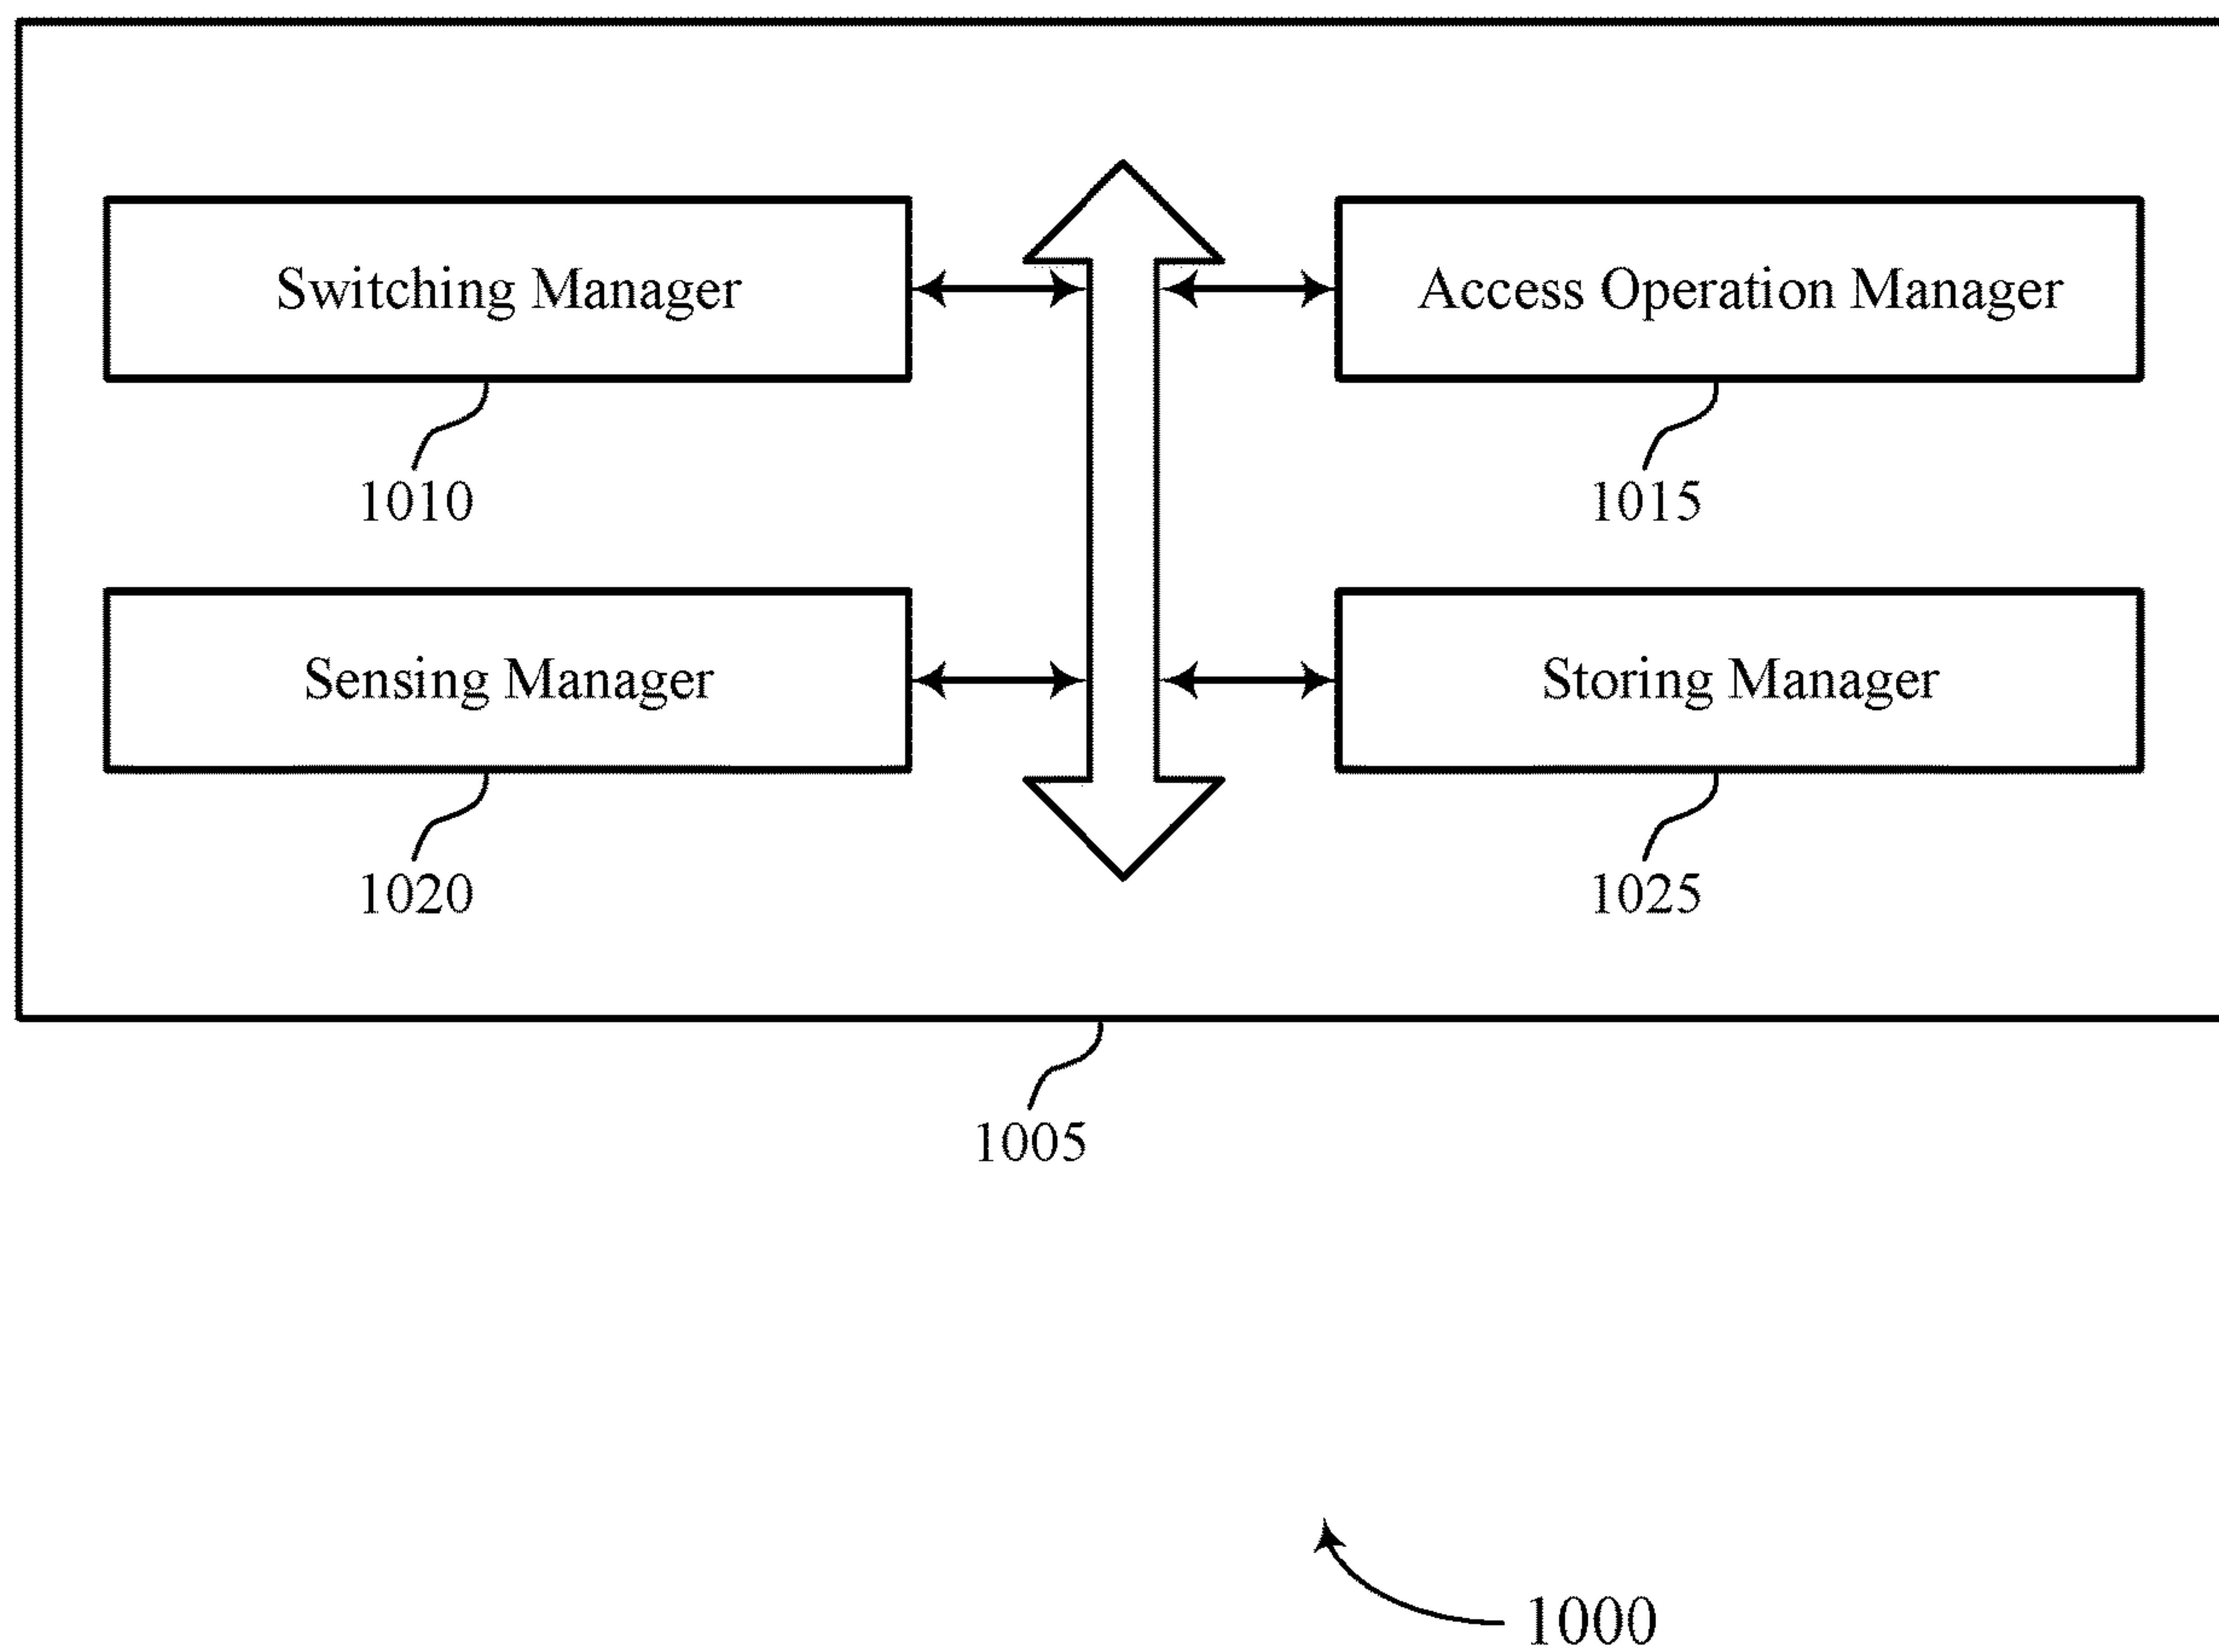 Switching Manager
Access Operation Manager
1010
1015
Sensing Manager
Storing Manager
1020
1025
1005
1000